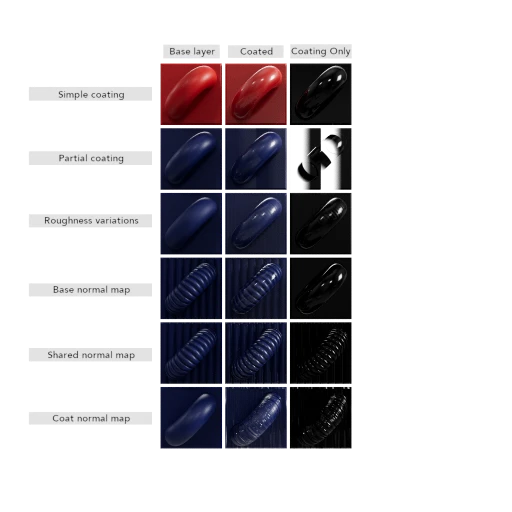 Base layer Coated Coating Only
Simple coating
Partial coating
Roughness variations
Base normal map
Shared normal map
Coat normal map